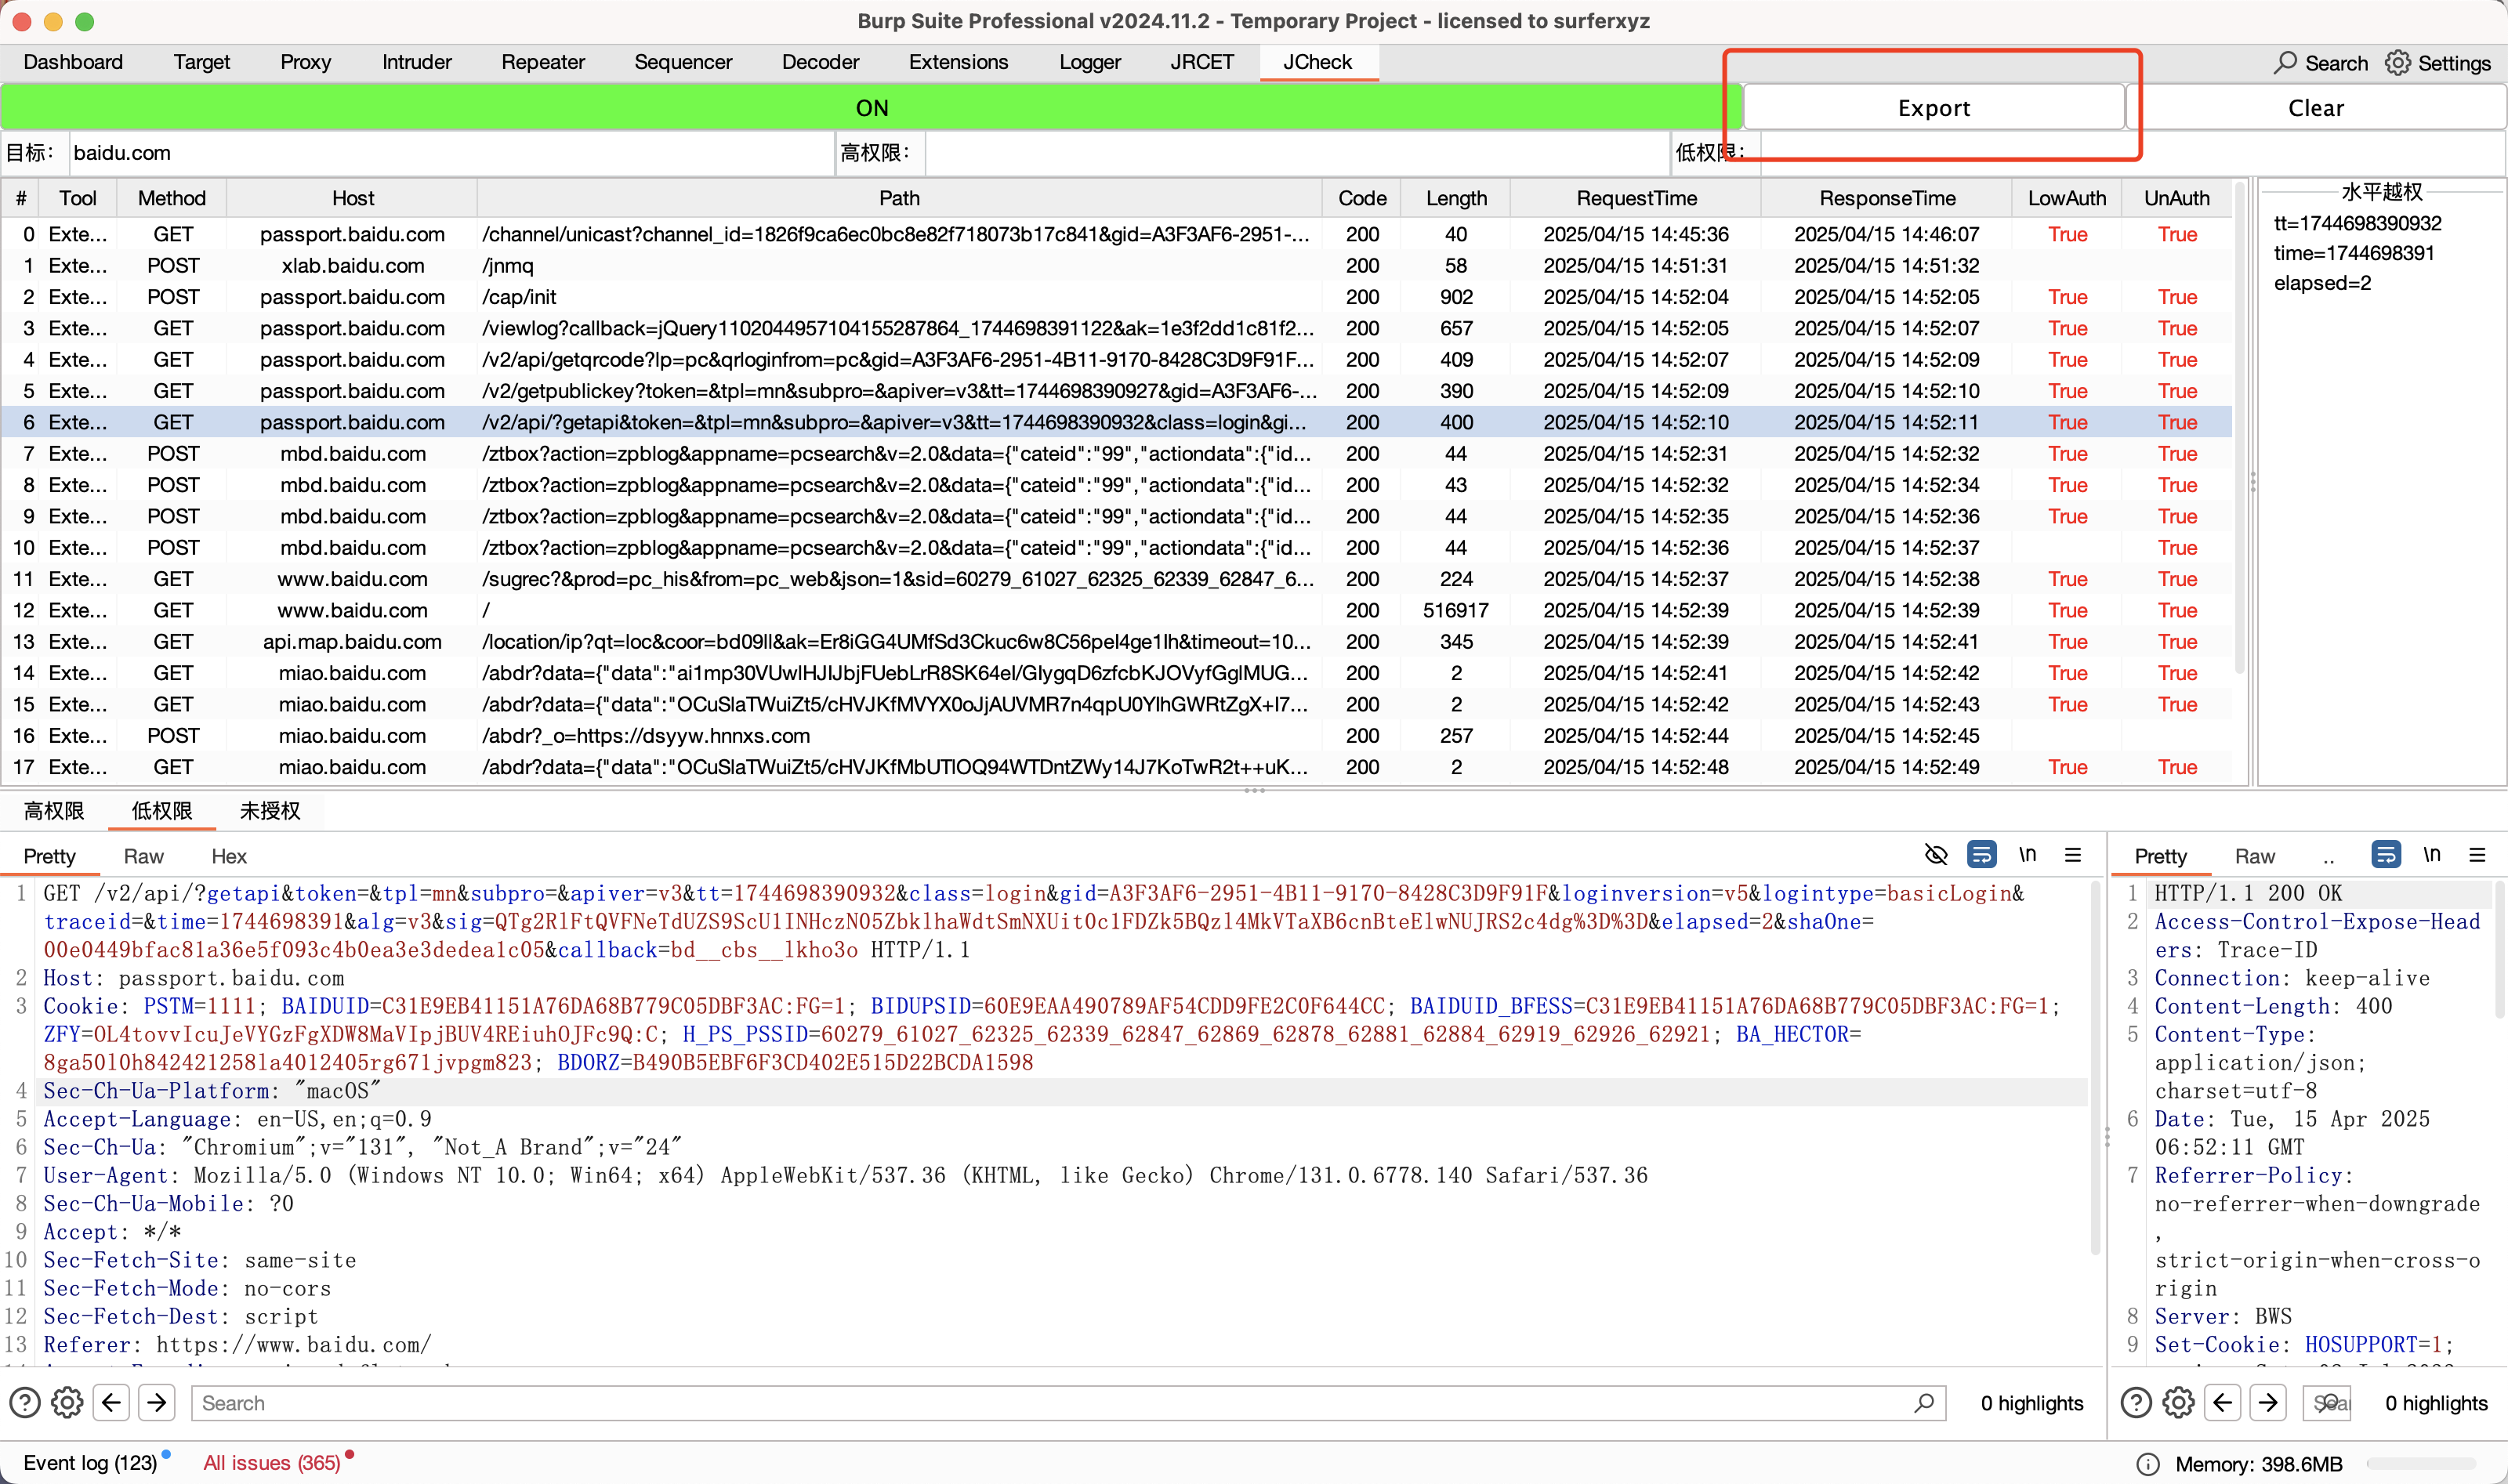 Burp Suite Professional v2024.11.2 - Temporary Project - licensed to surferxyz
Dashboard Target Proxy Intruder Repeater Sequencer Decoder Extensions Logger JRCET JCheck Search Settings
ON Export Clear
目标: baidu.com 高权限: 低权限:
# Tool Method Host Path Code Length RequestTime ResponseTime LowAuth UnAuth
0 Exte... GET passport.baidu.com /channel/unicast?channel_id=1826f9ca6ec0bc8e82f718073b17c841&gid=A3F3AF6-2951-... 200 40 2025/04/15 14:45:36 2025/04/15 14:46:07 True True
1 Exte... POST xlab.baidu.com /jnmq 200 58 2025/04/15 14:51:31 2025/04/15 14:51:32
2 Exte... POST passport.baidu.com /cap/init 200 902 2025/04/15 14:52:04 2025/04/15 14:52:05 True True
3 Exte... GET passport.baidu.com /viewlog?callback=jQuery110204495710415528​7864_1744698391122&ak=1e3f2dd1c81f2... 200 657 2025/04/15 14:52:05 2025/04/15 14:52:07 True True
4 Exte... GET passport.baidu.com /v2/api/getqrcode?lp=pc&qrloginfrom=pc&gid=A3F3AF6-2951-4B11-9170-8428C3D9F91F... 200 409 2025/04/15 14:52:07 2025/04/15 14:52:09 True True
5 Exte... GET passport.baidu.com /v2/getpublickey?token=&tpl=mn&subpro=&apiver=v3&tt=1744698390927&gid=A3F3AF6-... 200 390 2025/04/15 14:52:09 2025/04/15 14:52:10 True True
6 Exte... GET passport.baidu.com /v2/api/?getapi&token=&tpl=mn&subpro=&apiver=v3&tt=1744698390932&class=login&gi... 200 400 2025/04/15 14:52:10 2025/04/15 14:52:11 True True
7 Exte... POST mbd.baidu.com /ztbox?action=zpblog&appname=pcsearch&v=2.0&data={"cateid":"99","actiondata":{"id... 200 44 2025/04/15 14:52:31 2025/04/15 14:52:32 True True
8 Exte... POST mbd.baidu.com /ztbox?action=zpblog&appname=pcsearch&v=2.0&data={"cateid":"99","actiondata":{"id... 200 43 2025/04/15 14:52:32 2025/04/15 14:52:34 True True
9 Exte... POST mbd.baidu.com /ztbox?action=zpblog&appname=pcsearch&v=2.0&data={"cateid":"99","actiondata":{"id... 200 44 2025/04/15 14:52:35 2025/04/15 14:52:36 True True
10 Exte... POST mbd.baidu.com /ztbox?action=zpblog&appname=pcsearch&v=2.0&data={"cateid":"99","actiondata":{"id... 200 44 2025/04/15 14:52:36 2025/04/15 14:52:37 True
11 Exte... GET www.baidu.com /sugrec?&prod=pc_his&from=pc_web&json=1&sid=60279_61027_62325_62339_62847_6... 200 224 2025/04/15 14:52:37 2025/04/15 14:52:38 True True
12 Exte... GET www.baidu.com / 200 516917 2025/04/15 14:52:39 2025/04/15 14:52:39 True True
13 Exte... GET api.map.baidu.com /location/ip?qt=loc&coor=bd09ll&ak=Er8iGG4UMfSd3Ckuc6w8C56pel4ge1lh&timeout=10... 200 345 2025/04/15 14:52:39 2025/04/15 14:52:41 True True
14 Exte... GET miao.baidu.com /abdr?data={"data":"ai1mp30VUwIHJIJbjFUebLrR8SK64el/GIygqD6zfcbKJOVyfGglMUG... 200 2 2025/04/15 14:52:41 2025/04/15 14:52:42 True True
15 Exte... GET miao.baidu.com /abdr?data={"data":"OCuSlaTWuiZt5/cHVJKfMVYX0oJjAUVMR7n4qpU0YlhGWRtZgX+I7... 200 2 2025/04/15 14:52:42 2025/04/15 14:52:43 True True
16 Exte... POST miao.baidu.com /abdr?_o=https://dsyyw.hnnxs.com 200 257 2025/04/15 14:52:44 2025/04/15 14:52:45
17 Exte... GET miao.baidu.com /abdr?data={"data":"OCuSlaTWuiZt5/cHVJKfMbUTlOQ94WTDntZWy14J7KoTwR2t++uK... 200 2 2025/04/15 14:52:48 2025/04/15 14:52:49 True True
水平越权
tt=1744698390932
time=1744698391
elapsed=2
高权限 低权限 未授权
Pretty Raw Hex \n
1 GET /v2/api/?getapi&token=&tpl=mn&subpro=&apiver=v3&tt=1744698390932&class=login&gid=A3F3AF6-2951-4B11-9170-8428C3D9F91F&loginversion=v5&logintype=basicLogin&
traceid=&time=1744698391&alg=v3&sig=QTg2RlFtQVFNeTdUZS9ScU1INHczN05ZbklhaWdtSmNXUit0c1FDZk5BQzl4MkVTaXB6cnBteElwNUJRS2c4dg%3D%3D&elapsed=2&shaOne=
00e0449bfac81a36e5f093c4b0ea3e3dedea1c05&callback=bd__cbs__lkho3o HTTP/1.1
2 Host: passport.baidu.com
3 Cookie: PSTM=1111; BAIDUID=C31E9EB41151A76DA68B779C05DBF3AC:FG=1; BIDUPSID=60E9EAA490789AF54CDD9FE2C0F644CC; BAIDUID_BFESS=C31E9EB41151A76DA68B779C05DBF3AC:FG=1;
ZFY=OL4tovvIcuJeVYGzFgXDW8MaVIpjBUV4REiuhOJFc9Q:C; H_PS_PSSID=60279_61027_62325_62339_62847_62869_62878_62881_62884_62919_62926_62921; BA_HECTOR=
8ga50l0h842421258la4012405rg671jvpgm823; BDORZ=B490B5EBF6F3CD402E515D22BCDA1598
4 Sec-Ch-Ua-Platform: "macOS"
5 Accept-Language: en-US,en;q=0.9
6 Sec-Ch-Ua: "Chromium";v="131", "Not_A Brand";v="24"
7 User-Agent: Mozilla/5.0 (Windows NT 10.0; Win64; x64) AppleWebKit/537.36 (KHTML, like Gecko) Chrome/131.0.6778.140 Safari/537.36
8 Sec-Ch-Ua-Mobile: ?0
9 Accept: */*
10 Sec-Fetch-Site: same-site
11 Sec-Fetch-Mode: no-cors
12 Sec-Fetch-Dest: script
13 Referer: https://www.baidu.com/
Pretty Raw .. \n
1 HTTP/1.1 200 OK
2 Access-Control-Expose-Head
ers: Trace-ID
3 Connection: keep-alive
4 Content-Length: 400
5 Content-Type:
application/json;
charset=utf-8
6 Date: Tue, 15 Apr 2025
06:52:11 GMT
7 Referrer-Policy:
no-referrer-when-downgrade
,
strict-origin-when-cross-o
rigin
8 Server: BWS
9 Set-Cookie: HOSUPPORT=1;
Search 0 highlights
0 highlights
Event log (123) All issues (365) Memory: 398.6MB